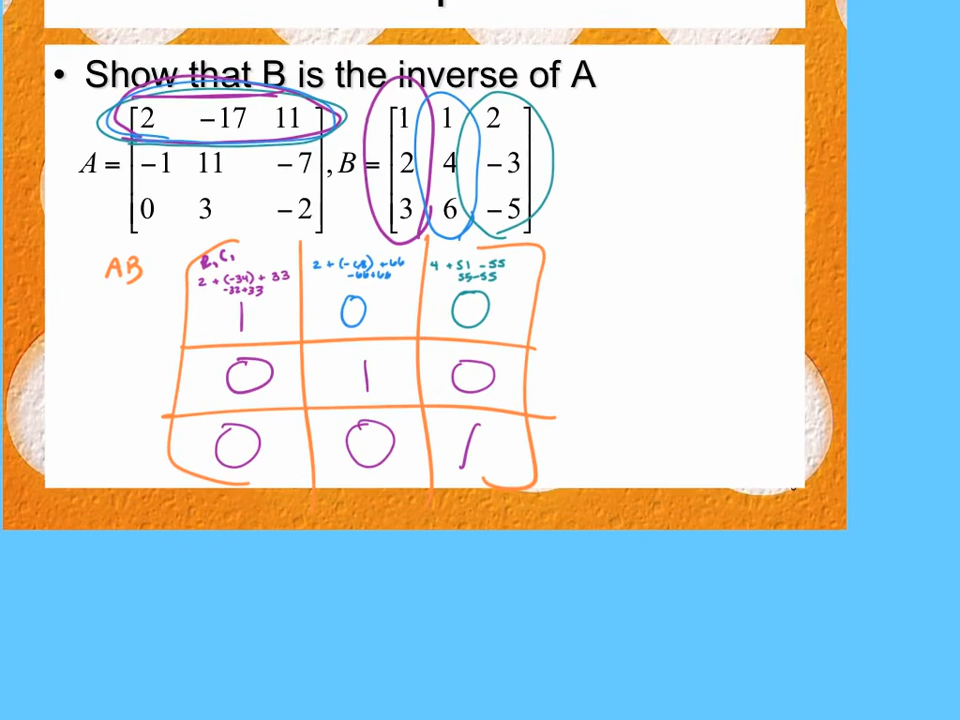 • Show that B is the inverse of A
A = [2 −17 11
−1 11 −7
0 3 −2], B = [1 1 2
2 4 −3
3 6 −5]
AB
R₁C₁
2 + (-34) + 33
-32+33
1
2 + (-68) + 66
-66+66
0
4 + 51 - 55
55-55
0
0 1 0
0 0 1